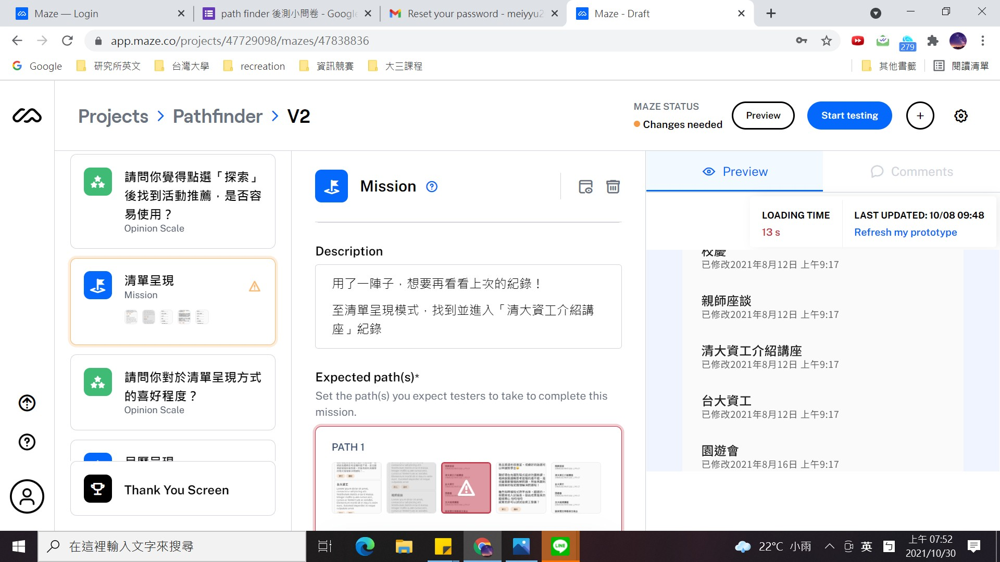 Maze — Login
path finder 後測小問卷 - Google
Reset your password - meiyyu2
Maze - Draft
app.maze.co/projects/47729098/mazes/47838836
279
Google
研究所英文
台灣大學
recreation
資訊競賽
大三課程
其他書籤
閱讀清單
Projects > Pathfinder > V2
MAZE STATUS
Changes needed
Preview
Start testing
請問你覺得點選「探索」
後找到活動推薦，是否容
易使用？
Opinion Scale
清單呈現
Mission
請問你對於清單呈現方式
的喜好程度？
Opinion Scale
Thank You Screen
Mission
Description
用了一陣子，想要再看看上次的紀錄！
至清單呈現模式，找到並進入「清大資工介紹講
座」紀錄
Expected path(s)*
Set the path(s) you expect testers to take to complete this
mission.
PATH 1
Preview
Comments
LOADING TIME
13 s
LAST UPDATED: 10/08 09:48
Refresh my prototype
校慶
已修改2021年8月12日 上午9:17
親師座談
已修改2021年8月12日 上午9:17
清大資工介紹講座
已修改2021年8月12日 上午9:17
台大資工
已修改2021年8月12日 上午9:17
園遊會
已修改2021年8月16日 上午9:17
在這裡輸入文字來搜尋
LINE
22°C 小雨
英
ㄅ
上午 07:52
2021/10/30